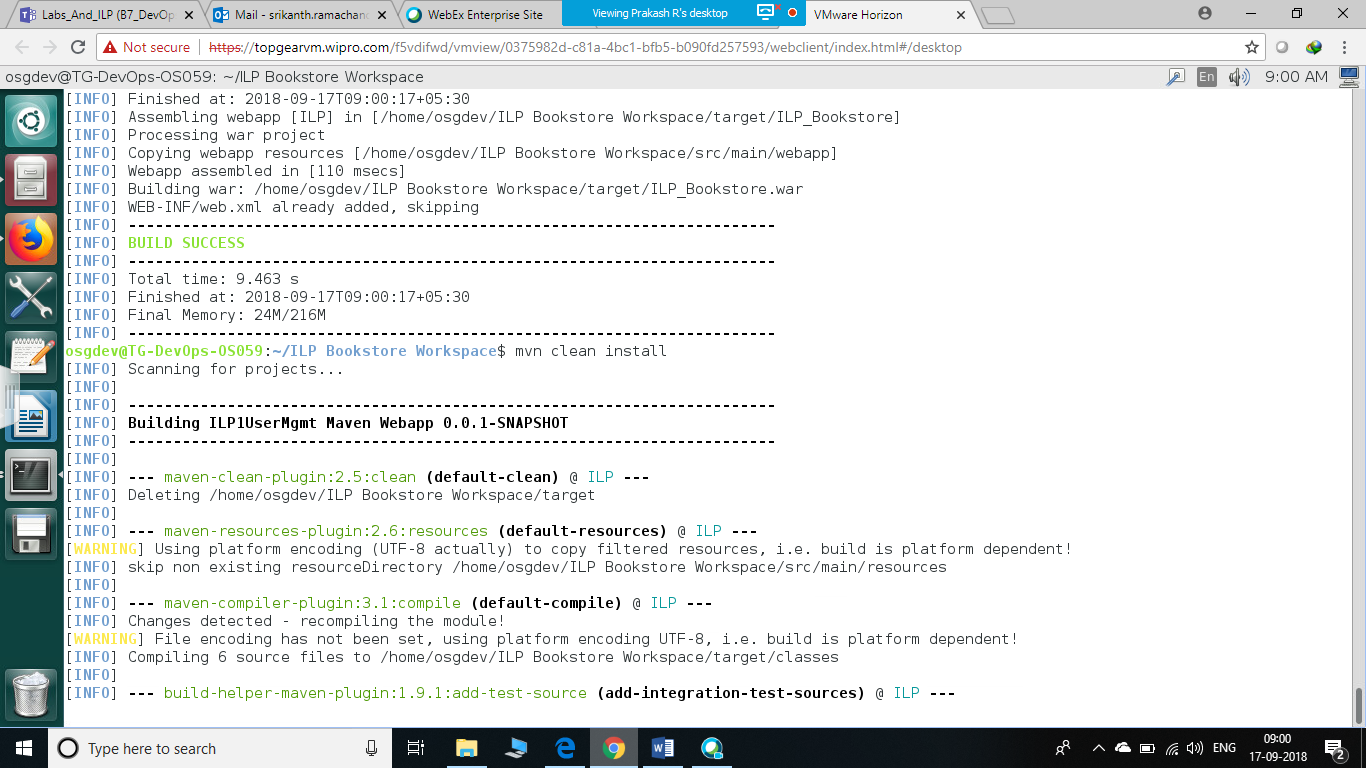 Labs_And_ILP (B7_DevOp
Mail - srikanth.ramachan
WebEx Enterprise Site
Viewing Prakash R's desktop
VMware Horizon
Not secure
https://topgearvm.wipro.com/f5vdifwd/vmview/0375982d-c81a-4bc1-bfb5-b090fd257593/webclient/index.html#/desktop
osgdev@TG-DevOps-OS059: ~/ILP Bookstore Workspace
En
9:00 AM
[INFO] Finished at: 2018-09-17T09:00:17+05:30
[INFO] Assembling webapp [ILP] in [/home/osgdev/ILP Bookstore Workspace/target/ILP_Bookstore]
[INFO] Processing war project
[INFO] Copying webapp resources [/home/osgdev/ILP Bookstore Workspace/src/main/webapp]
[INFO] Webapp assembled in [110 msecs]
[INFO] Building war: /home/osgdev/ILP Bookstore Workspace/target/ILP_Bookstore.war
[INFO] WEB-INF/web.xml already added, skipping
[INFO] ------------------------------------------------------------------------
[INFO] BUILD SUCCESS
[INFO] ------------------------------------------------------------------------
[INFO] Total time: 9.463 s
[INFO] Finished at: 2018-09-17T09:00:17+05:30
[INFO] Final Memory: 24M/216M
[INFO] ------------------------------------------------------------------------
osgdev@TG-DevOps-OS059:~/ILP Bookstore Workspace$ mvn clean install
[INFO] Scanning for projects...
[INFO]
[INFO] ------------------------------------------------------------------------
[INFO] Building ILP1UserMgmt Maven Webapp 0.0.1-SNAPSHOT
[INFO] ------------------------------------------------------------------------
[INFO]
[INFO] --- maven-clean-plugin:2.5:clean (default-clean) @ ILP ---
[INFO] Deleting /home/osgdev/ILP Bookstore Workspace/target
[INFO]
[INFO] --- maven-resources-plugin:2.6:resources (default-resources) @ ILP ---
[WARNING] Using platform encoding (UTF-8 actually) to copy filtered resources, i.e. build is platform dependent!
[INFO] skip non existing resourceDirectory /home/osgdev/ILP Bookstore Workspace/src/main/resources
[INFO]
[INFO] --- maven-compiler-plugin:3.1:compile (default-compile) @ ILP ---
[INFO] Changes detected - recompiling the module!
[WARNING] File encoding has not been set, using platform encoding UTF-8, i.e. build is platform dependent!
[INFO] Compiling 6 source files to /home/osgdev/ILP Bookstore Workspace/target/classes
[INFO]
[INFO] --- build-helper-maven-plugin:1.9.1:add-test-source (add-integration-test-sources) @ ILP ---
Type here to search
ENG
09:00
17-09-2018
2